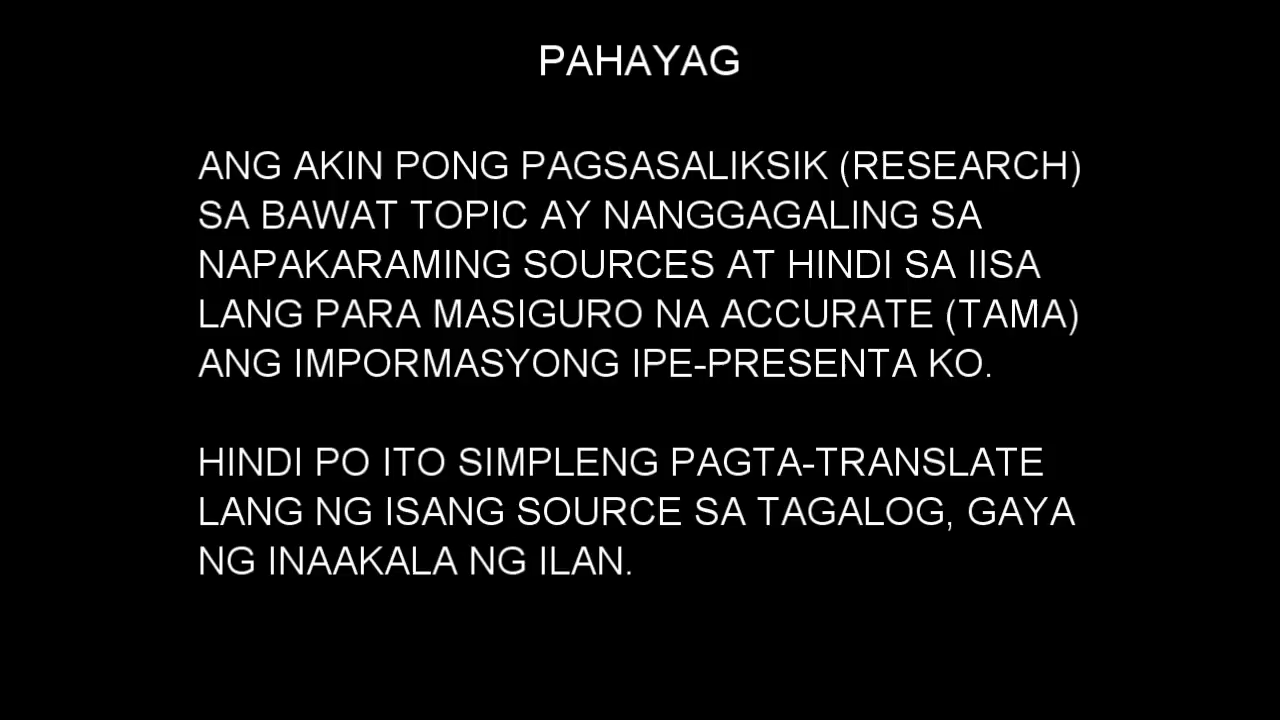 PAHAYAG
ANG AKIN PONG PAGSASALIKSIK (RESEARCH)
SA BAWAT TOPIC AY NANGGAGALING SA
NAPAKARAMING SOURCES AT HINDI SA IISA
LANG PARA MASIGURO NA ACCURATE (TAMA)
ANG IMPORMASYONG IPE-PRESENTA KO.
HINDI PO ITO SIMPLENG PAGTA-TRANSLATE
LANG NG ISANG SOURCE SA TAGALOG, GAYA
NG INAAKALA NG ILAN.